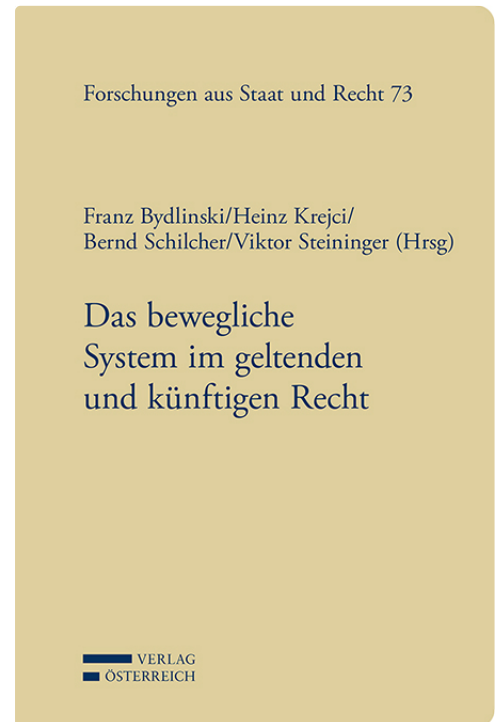 Forschungen aus Staat und Recht 73
Franz Bydlinski/Heinz Krejci/
Bernd Schilcher/Viktor Steininger (Hrsg)
Das bewegliche
System im geltenden
und künftigen Recht
VERLAG
ÖSTERREICH